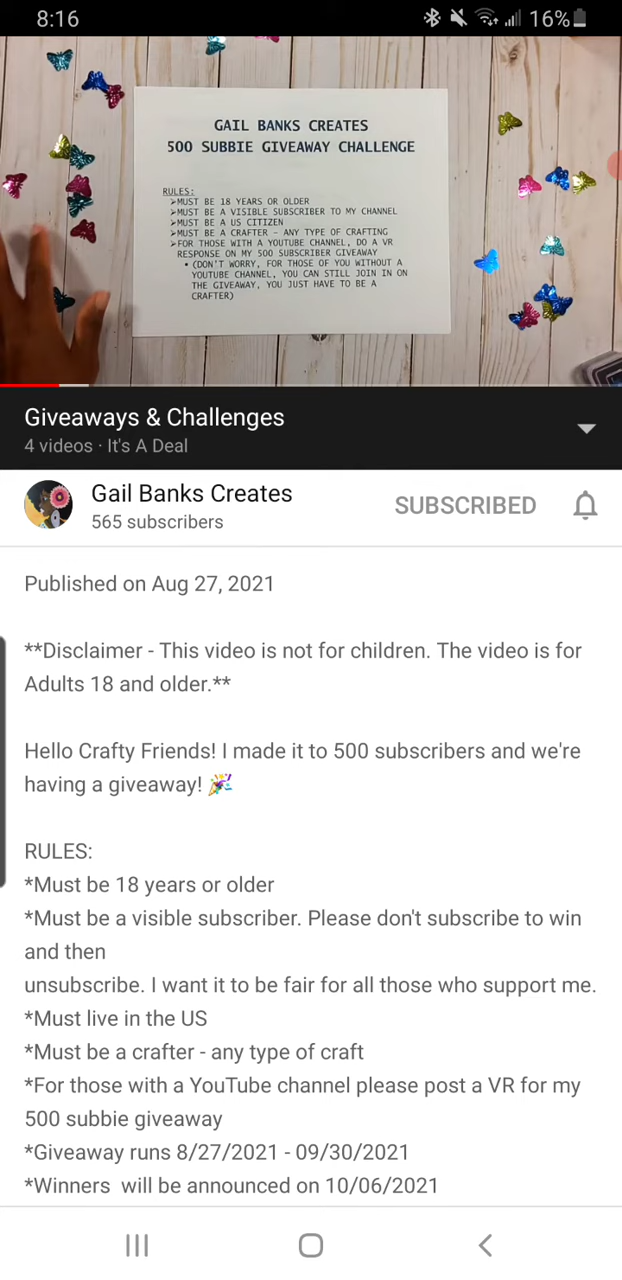 8:16 16%
GAIL BANKS CREATES
500 SUBBIE GIVEAWAY CHALLENGE
RULES:
➢MUST BE 18 YEARS OR OLDER
➢MUST BE A VISIBLE SUBSCRIBER TO MY CHANNEL
➢MUST BE A US CITIZEN
➢MUST BE A CRAFTER - ANY TYPE OF CRAFTING
➢FOR THOSE WITH A YOUTUBE CHANNEL, DO A VR
RESPONSE ON MY 500 SUBSCRIBER GIVEAWAY
• (DON'T WORRY, FOR THOSE OF YOU WITHOUT A
YOUTUBE CHANNEL, YOU CAN STILL JOIN IN ON
THE GIVEAWAY, YOU JUST HAVE TO BE A
CRAFTER)
Giveaways & Challenges
4 videos · It's A Deal
Gail Banks Creates
565 subscribers
SUBSCRIBED
Published on Aug 27, 2021
**Disclaimer - This video is not for children. The video is for
Adults 18 and older.**
Hello Crafty Friends! I made it to 500 subscribers and we're
having a giveaway! 🎉
RULES:
*Must be 18 years or older
*Must be a visible subscriber. Please don't subscribe to win
and then
unsubscribe. I want it to be fair for all those who support me.
*Must live in the US
*Must be a crafter - any type of craft
*For those with a YouTube channel please post a VR for my
500 subbie giveaway
*Giveaway runs 8/27/2021 - 09/30/2021
*Winners  will be announced on 10/06/2021